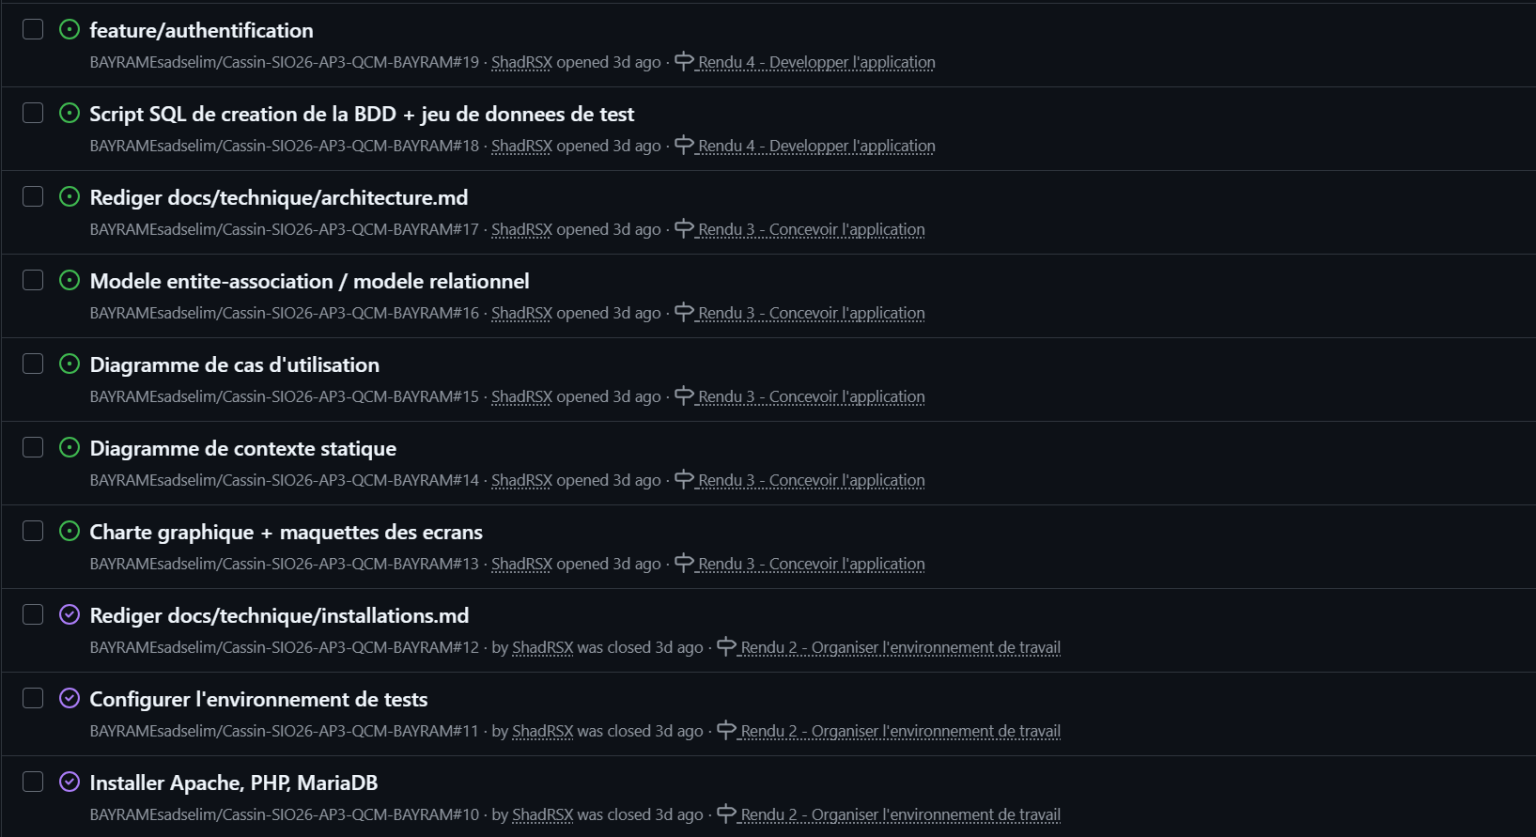 feature/authentification
BAYRAMEsadselim/Cassin-SIO26-AP3-QCM-BAYRAM#19 · ShadRSX opened 3d ago · Rendu 4 - Developper l'application
Script SQL de creation de la BDD + jeu de donnees de test
BAYRAMEsadselim/Cassin-SIO26-AP3-QCM-BAYRAM#18 · ShadRSX opened 3d ago · Rendu 4 - Developper l'application
Rediger docs/technique/architecture.md
BAYRAMEsadselim/Cassin-SIO26-AP3-QCM-BAYRAM#17 · ShadRSX opened 3d ago · Rendu 3 - Concevoir l'application
Modele entite-association / modele relationnel
BAYRAMEsadselim/Cassin-SIO26-AP3-QCM-BAYRAM#16 · ShadRSX opened 3d ago · Rendu 3 - Concevoir l'application
Diagramme de cas d'utilisation
BAYRAMEsadselim/Cassin-SIO26-AP3-QCM-BAYRAM#15 · ShadRSX opened 3d ago · Rendu 3 - Concevoir l'application
Diagramme de contexte statique
BAYRAMEsadselim/Cassin-SIO26-AP3-QCM-BAYRAM#14 · ShadRSX opened 3d ago · Rendu 3 - Concevoir l'application
Charte graphique + maquettes des ecrans
BAYRAMEsadselim/Cassin-SIO26-AP3-QCM-BAYRAM#13 · ShadRSX opened 3d ago · Rendu 3 - Concevoir l'application
Rediger docs/technique/installations.md
BAYRAMEsadselim/Cassin-SIO26-AP3-QCM-BAYRAM#12 · by ShadRSX was closed 3d ago · Rendu 2 - Organiser l'environnement de travail
Configurer l'environnement de tests
BAYRAMEsadselim/Cassin-SIO26-AP3-QCM-BAYRAM#11 · by ShadRSX was closed 3d ago · Rendu 2 - Organiser l'environnement de travail
Installer Apache, PHP, MariaDB
BAYRAMEsadselim/Cassin-SIO26-AP3-QCM-BAYRAM#10 · by ShadRSX was closed 3d ago · Rendu 2 - Organiser l'environnement de travail